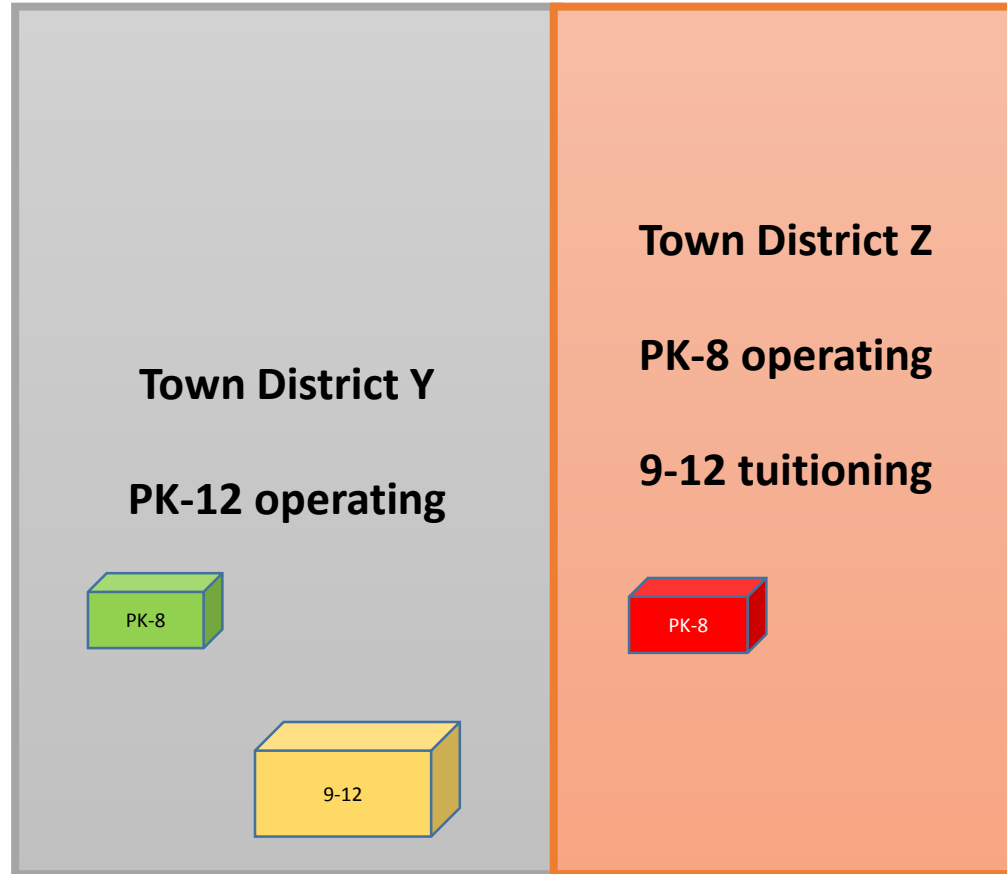 Town District Y
PK-12 operating
PK-8
9-12
Town District Z
PK-8 operating
9-12 tuitioning
PK-8